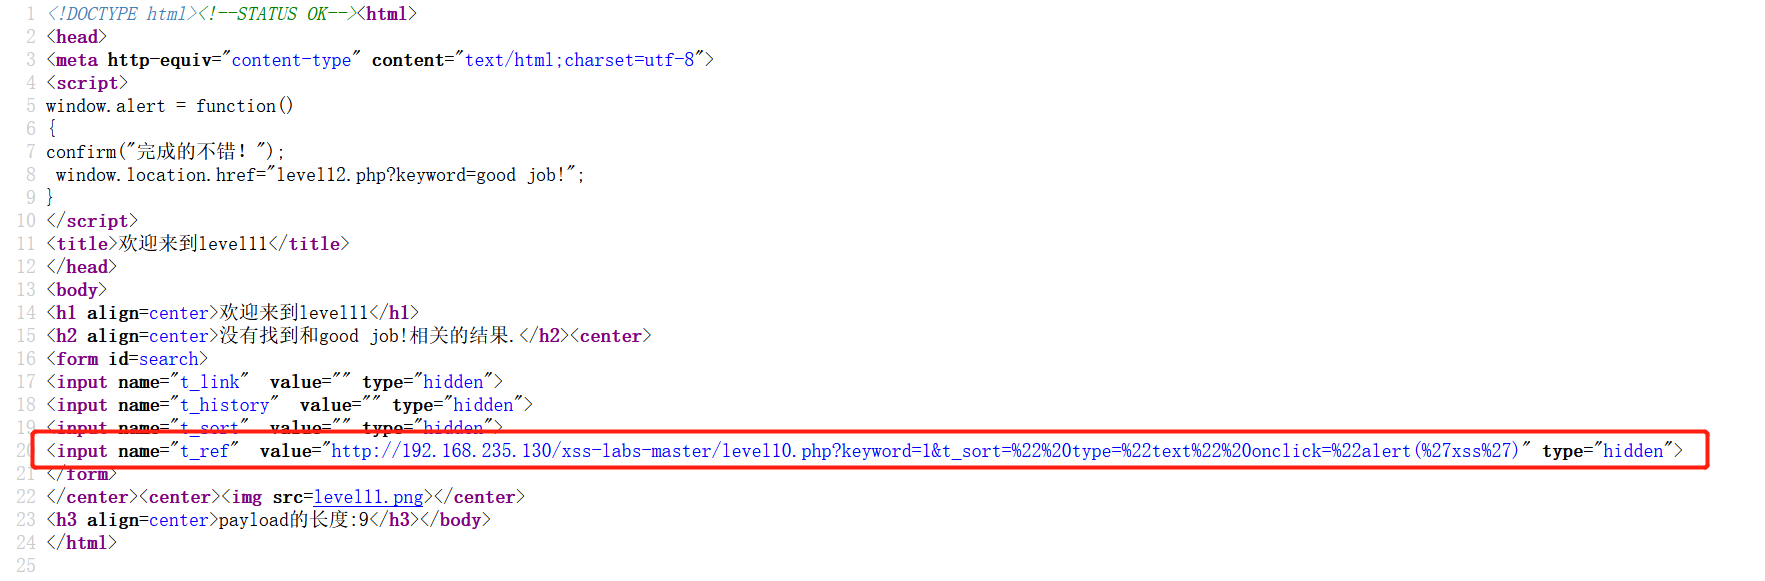 1 <!DOCTYPE html><!--STATUS OK--><html>
2 <head>
3 <meta http-equiv="content-type" content="text/html;charset=utf-8">
4 <script>
5 window.alert = function()
6 {
7 confirm("完成的不错！");
8  window.location.href="level12.php?keyword=good job!";
9 }
10 </script>
11 <title>欢迎来到level11</title>
12 </head>
13 <body>
14 <h1 align=center>欢迎来到level11</h1>
15 <h2 align=center>没有找到和good job!相关的结果.</h2><center>
16 <form id=search>
17 <input name="t_link"  value="" type="hidden">
18 <input name="t_history"  value="" type="hidden">
19 <input name="t_sort"  value="" type="hidden">
20 <input name="t_ref"  value="http://192.168.235.130/xss-labs-master/level10.php?keyword=1&t_sort=%22%20type=%22text%22%20onclick=%22alert(%27xss%27)" type="hidden">
21 </form>
22 </center><center><img src=level11.png></center>
23 <h3 align=center>payload的长度:9</h3></body>
24 </html>
25